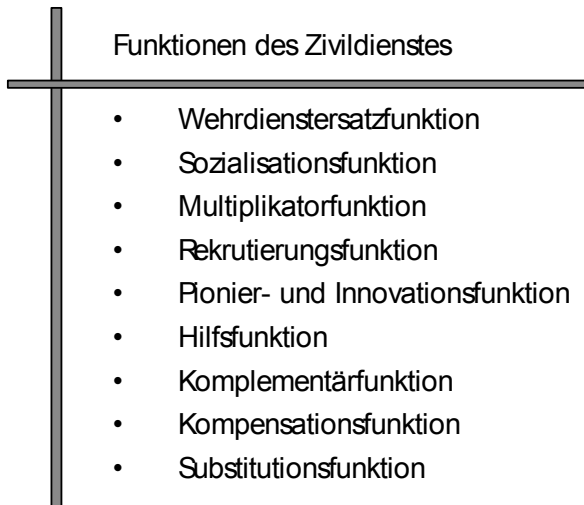 Funktionen des Zivildienstes
• Wehrdienstersatzfunktion
• Sozialisationsfunktion
• Multiplikatorfunktion
• Rekrutierungsfunktion
• Pionier- und Innovationsfunktion
• Hilfsfunktion
• Komplementärfunktion
• Kompensationsfunktion
• Substitutionsfunktion